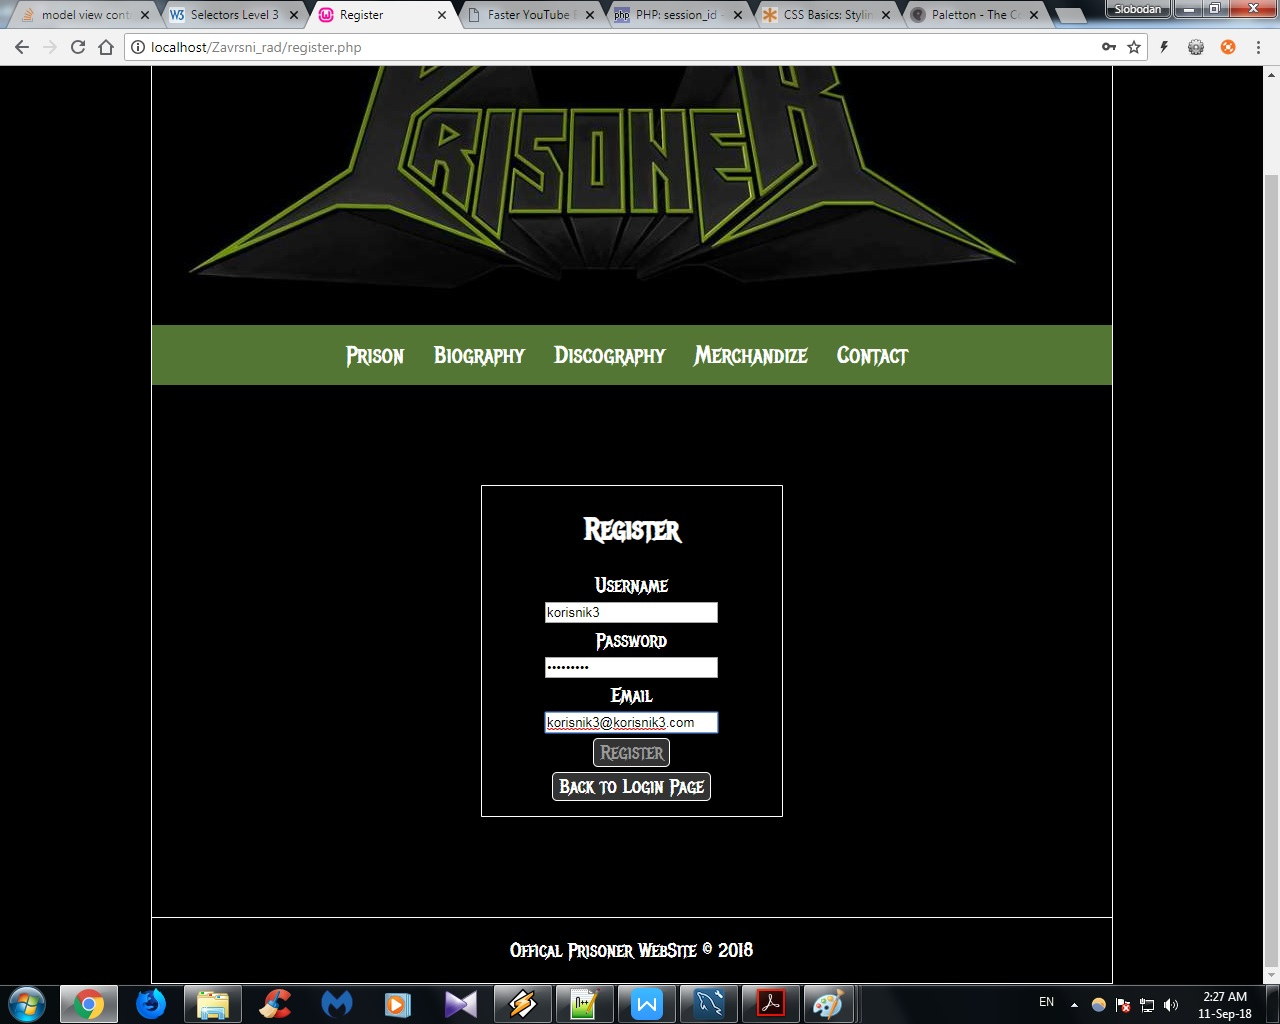 model view cont
Selectors Level 3
Register
Faster YouTube
PHP: session_id
CSS Basics: Stylin
Paletton - The Co
Slobodan
localhost/Zavrsni_rad/register.php
PRISONER
Prison Biography Discography Merchandize Contact
Register
Username
korisnik3
Password
•••••••••
Email
korisnik3@korisnik3.com
Register
Back to Login Page
Offical Prisoner WebSite © 2018
EN
2:27 AM
11-Sep-18